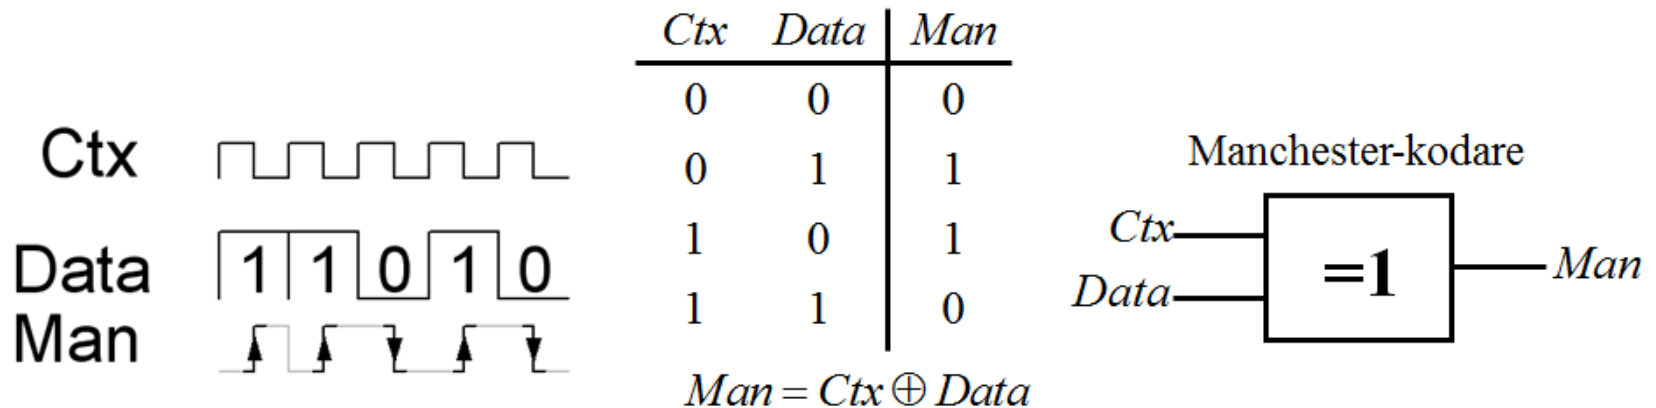 Ctx
Data 1 1 0 1 0
Man
Ctx Data Man
0 0 0
0 1 1
1 0 1
1 1 0
Man = Ctx ⊕ Data
Manchester-kodare
Ctx
Data
=1
Man